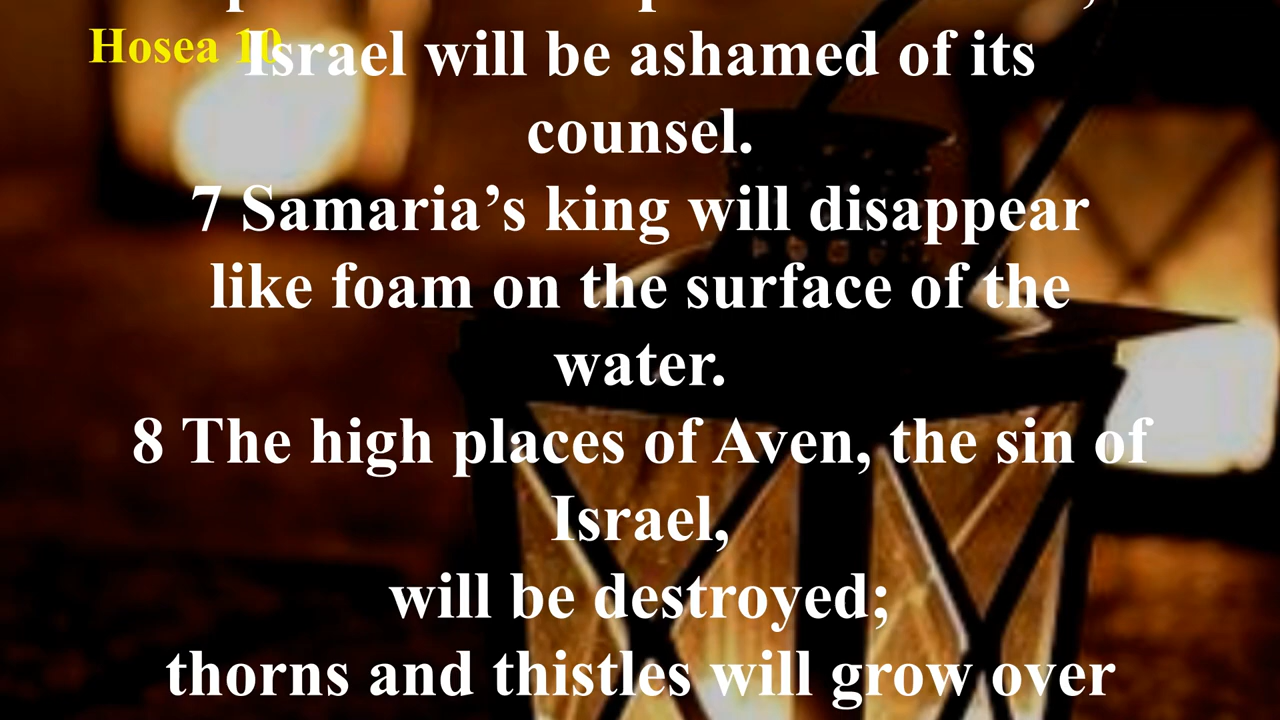 Hosea 10
Israel will be ashamed of its
counsel.
7 Samaria’s king will disappear
like foam on the surface of the
water.
8 The high places of Aven, the sin of
Israel,
will be destroyed;
thorns and thistles will grow over